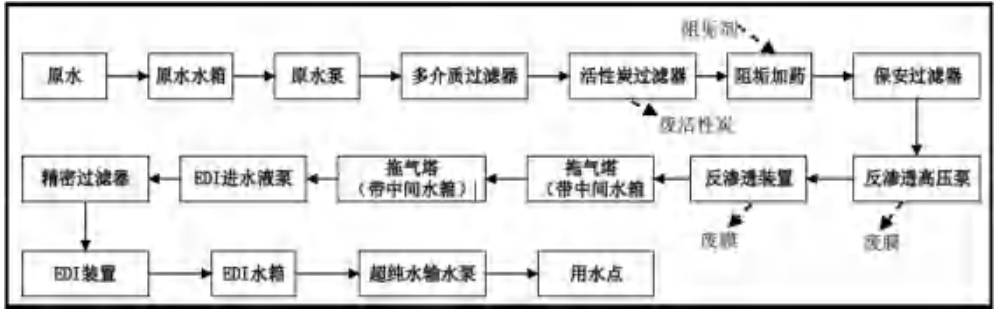 阻垢剂
原水
原水水箱
原水泵
多介质过滤器
活性炭过滤器
阻垢加药
保安过滤器
废活性炭
精密过滤器
EDI进水液泵
拖气塔
（带中间水箱）
拖气塔
（带中间水箱
反渗透装置
反渗透高压泵
废膜
废膜
EDI装置
EDI水箱
超纯水输水泵
用水点